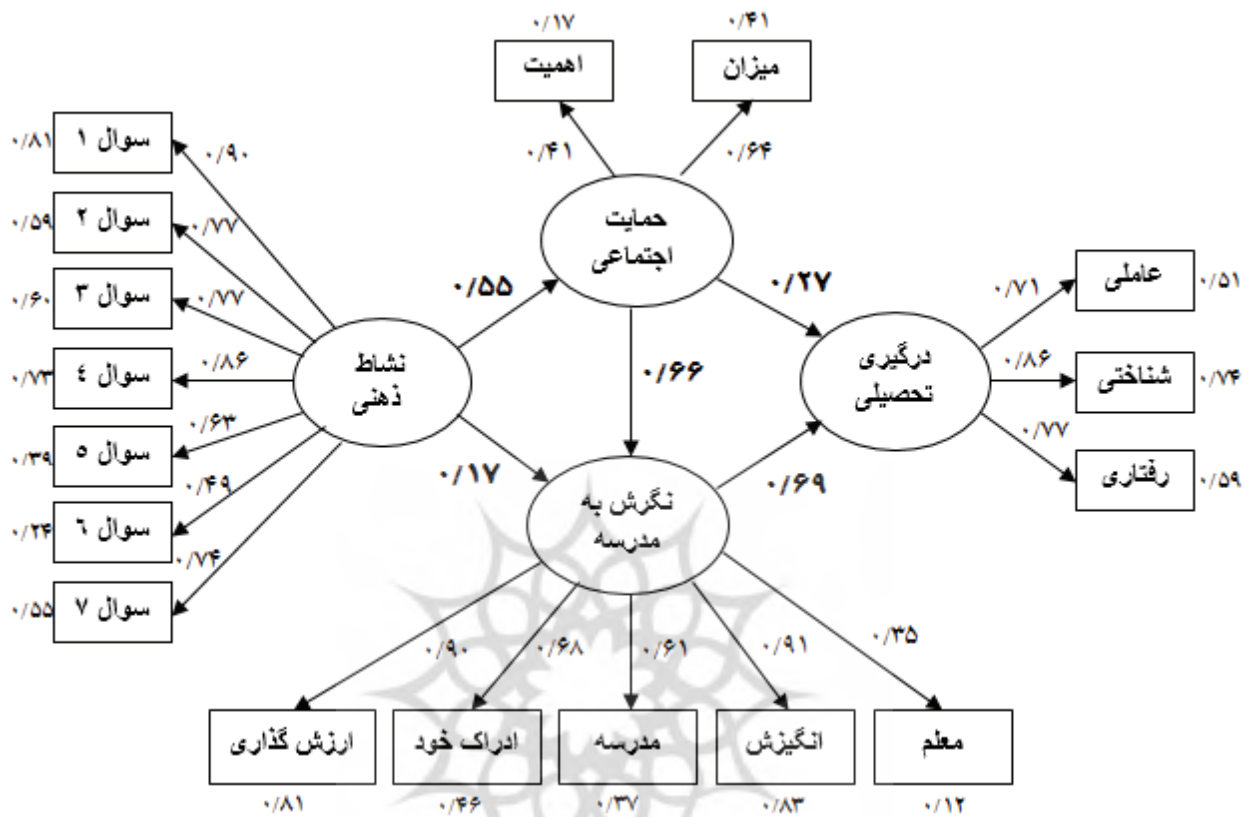 ۰/۱۷
۰/۴۱
اهمیت
میزان
۰/۴۱
۰/۶۴
سوال ۱
۰/۸۱
۰/۹۰
سوال ۲
۰/۵۹
۰/۷۷
سوال ۳
۰/۶۰
۰/۷۷
سوال ٤
۰/۷۳
۰/۸۶
سوال ٥
۰/۳۹
۰/۶۳
سوال ٦
۰/۲۴
۰/۴۹
سوال ۷
۰/۵۵
۰/۷۴
حمایت
اجتماعی
۰/۵۵
۰/۲۷
نشاط
ذهنی
۰/۶۶
۰/۱۷
۰/۶۹
درگیری
تحصیلی
عاملی
۰/۵۱
۰/۷۱
شناختی
۰/۷۴
۰/۸۶
رفتاری
۰/۵۹
۰/۷۷
نگرش به
مدرسه
۰/۹۰
۰/۶۸
۰/۶۱
۰/۹۱
۰/۳۵
ارزش گذاری
ادراک خود
مدرسه
انگیزش
معلم
۰/۸۱
۰/۴۶
۰/۳۷
۰/۸۳
۰/۱۲